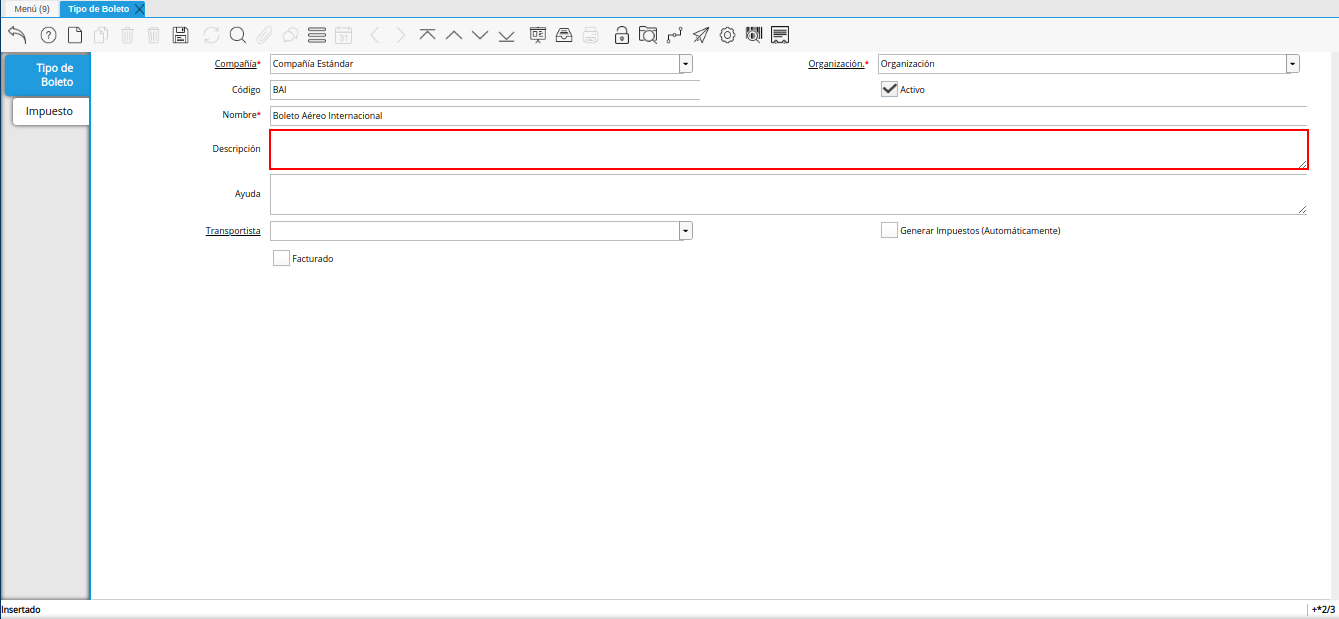 Menú (9)
Tipo de Boleto
31
Tipo de
Boleto
Impuesto
Compañía* Compañía Estándar
Organización.* Organización
Código BAI
Activo
Nombre* Boleto Aéreo Internacional
Descripción
Ayuda
Transportista
Generar Impuestos (Automáticamente)
Facturado
Insertado
+*2/3